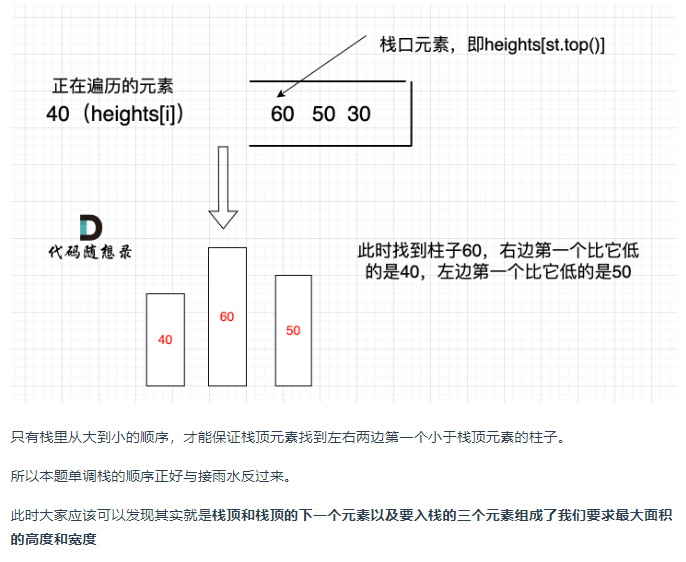 栈口元素，即heights[st.top()]
正在遍历的元素
40（heights[i]）
60 50 30
代码随想录
此时找到柱子60，右边第一个比它低
的是40，左边第一个比它低的是50
40
60
50
只有栈里从大到小的顺序，才能保证栈顶元素找到左右两边第一个小于栈顶元素的柱子。
所以本题单调栈的顺序正好与接雨水反过来。
此时大家应该可以发现其实就是栈顶和栈顶的下一个元素以及要入栈的三个元素组成了我们要求最大面积
的高度和宽度